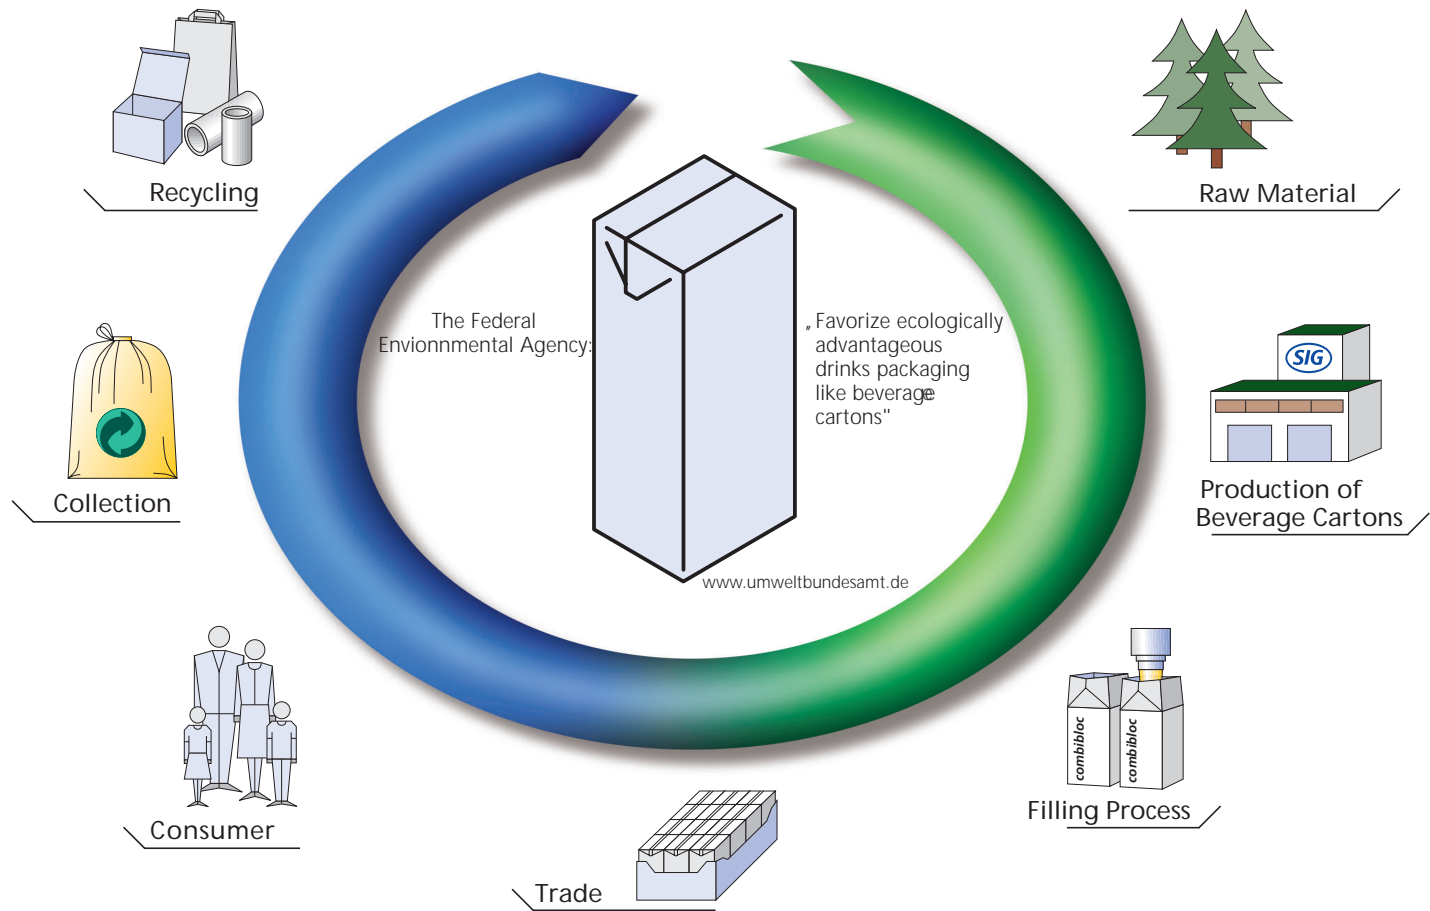 Recycling
Raw Material
The Federal
Envionnmental Agency:
„Favorize ecologically
advantageous
drinks packaging
like beverage
cartons"
SIG
Collection
Production of
Beverage Cartons
www.umweltbundesamt.de
combibloc
combibloc
Filling Process
Consumer
Trade